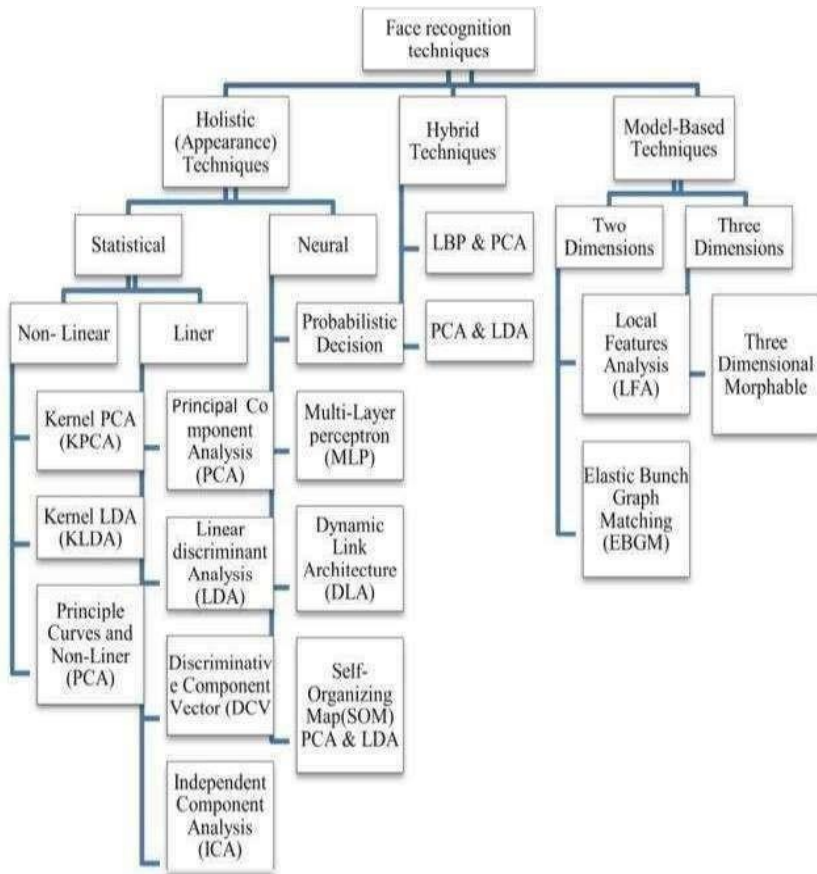 Face recognition
techniques
Holistic
(Appearance)
Techniques
Hybrid
Techniques
Model-Based
Techniques
Statistical
Neural
LBP & PCA
Two
Dimensions
Three
Dimensions
Non- Linear
Liner
Probabilistic
Decision
PCA & LDA
Local
Features
Analysis
(LFA)
Three
Dimensional
Morphable
Kernel PCA
(KPCA)
Principal Co
mponent
Analysis
(PCA)
Multi-Layer
perceptron
(MLP)
Elastic Bunch
Graph
Matching
(EBGM)
Kernel LDA
(KLDA)
Linear
discriminant
Analysis
(LDA)
Dynamic
Link
Architecture
(DLA)
Principle
Curves and
Non-Liner
(PCA)
Discriminativ
e Component
Vector (DCV
Self-
Organizing
Map(SOM)
PCA & LDA
Independent
Component
Analysis
(ICA)